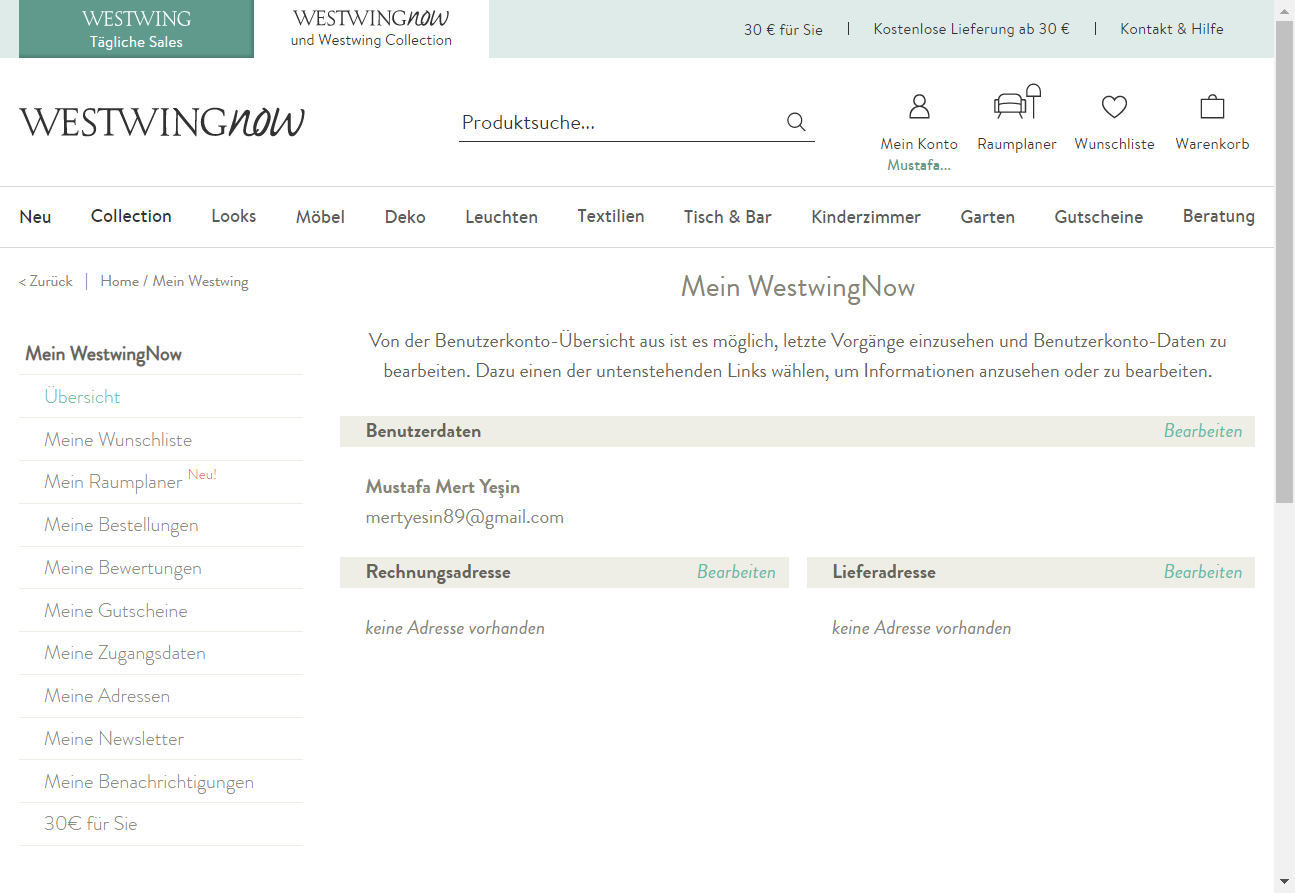 WESTWING
Tägliche Sales
WESTWINGnow
und Westwing Collection
30 € für Sie
Kostenlose Lieferung ab 30 €
Kontakt & Hilfe
WESTWINGnow
Produktsuche...
Mein Konto
Mustafa...
Raumplaner
Wunschliste
Warenkorb
Neu
Collection
Looks
Möbel
Deko
Leuchten
Textilien
Tisch & Bar
Kinderzimmer
Garten
Gutscheine
Beratung
< Zurück | Home / Mein Westwing
Mein WestwingNow
Übersicht
Meine Wunschliste
Mein Raumplaner Neu!
Meine Bestellungen
Meine Bewertungen
Meine Gutscheine
Meine Zugangsdaten
Meine Adressen
Meine Newsletter
Meine Benachrichtigungen
30€ für Sie
Mein WestwingNow
Von der Benutzerkonto-Übersicht aus ist es möglich, letzte Vorgänge einzusehen und Benutzerkonto-Daten zu
bearbeiten. Dazu einen der untenstehenden Links wählen, um Informationen anzusehen oder zu bearbeiten.
Benutzerdaten
Bearbeiten
Mustafa Mert Yeşin
mertyesin89@gmail.com
Rechnungsadresse
Bearbeiten
keine Adresse vorhanden
Lieferadresse
Bearbeiten
keine Adresse vorhanden